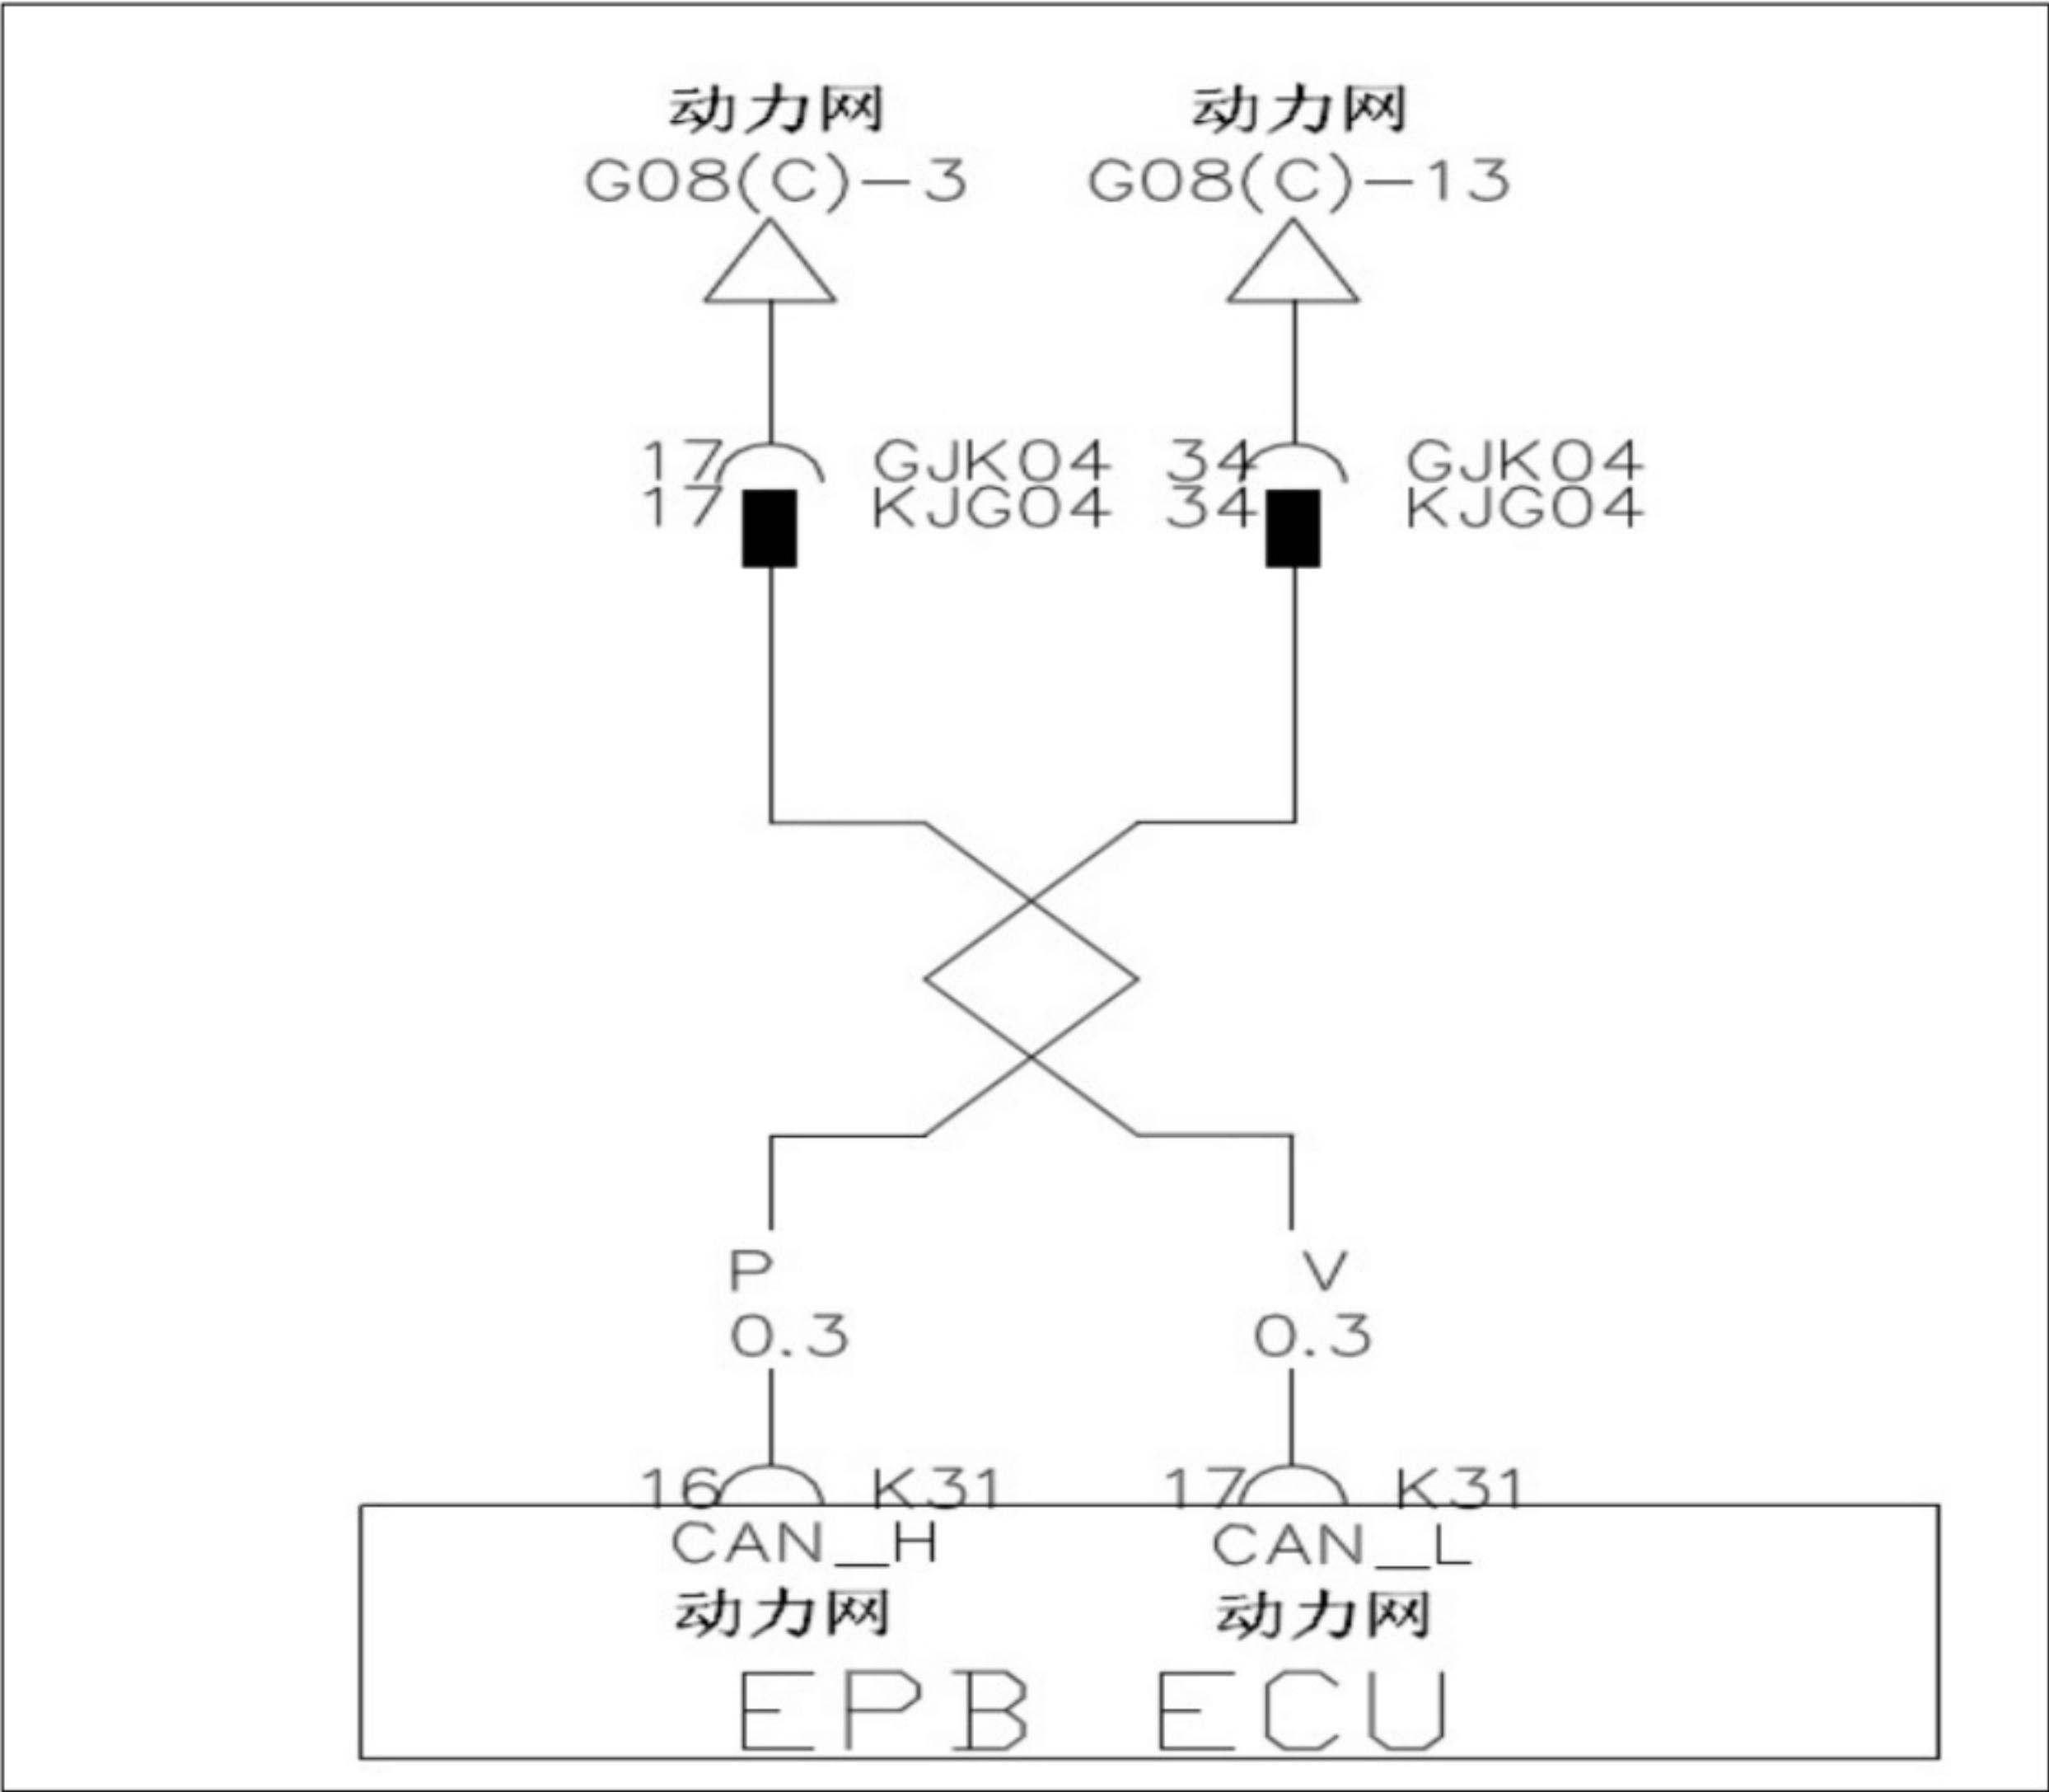 动力网 动力网
G08(C)-3 G08(C)-13
17 GJK04 34 GJK04
17 KJG04 34 KJG04
P V
0.3 0.3
16 K31 17 K31
CAN_H CAN_L
动力网 动力网
EPB ECU